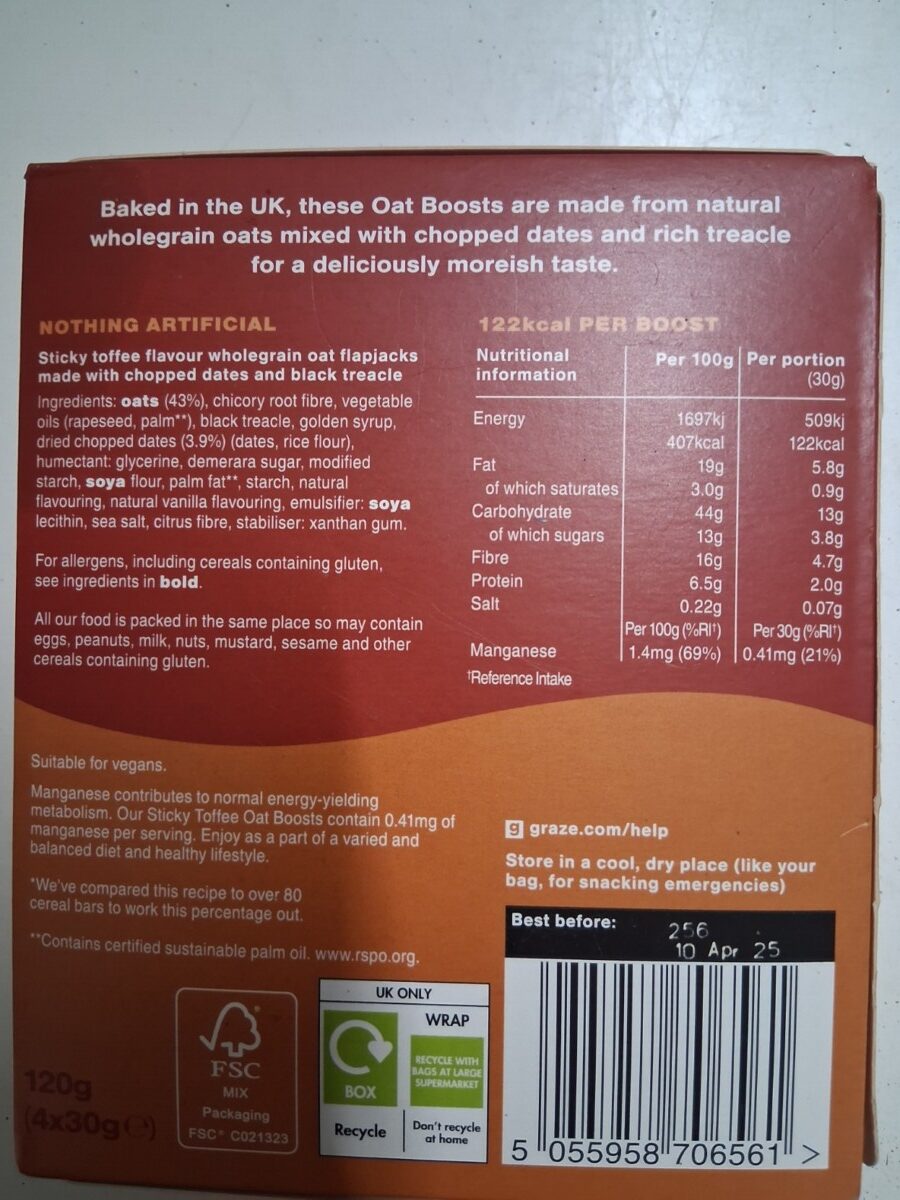 Baked in the UK, these Oat Boosts are made from natural
wholegrain oats mixed with chopped dates and rich treacle
for a deliciously moreish taste.
NOTHING ARTIFICIAL
Sticky toffee flavour wholegrain oat flapjacks
made with chopped dates and black treacle
Ingredients: oats (43%), chicory root fibre, vegetable
oils (rapeseed, palm**), black treacle, golden syrup,
dried chopped dates (3.9%) (dates, rice flour),
humectant: glycerine, demerara sugar, modified
starch, soya flour, palm fat**, starch, natural
flavouring, natural vanilla flavouring, emulsifier: soya
lecithin, sea salt, citrus fibre, stabiliser: xanthan gum.
For allergens, including cereals containing gluten,
see ingredients in bold.
All our food is packed in the same place so may contain
eggs, peanuts, milk, nuts, mustard, sesame and other
cereals containing gluten.
122kcal PER BOOST
Nutritional information Per 100g Per portion (30g)
Energy 1697kj 509kj
407kcal 122kcal
Fat 19g 5.8g
of which saturates 3.0g 0.9g
Carbohydrate 44g 13g
of which sugars 13g 3.8g
Fibre 16g 4.7g
Protein 6.5g 2.0g
Salt 0.22g 0.07g
Per 100g (%RI†) Per 30g (%RI†)
Manganese 1.4mg (69%) 0.41mg (21%)
†Reference Intake
Suitable for vegans.
Manganese contributes to normal energy-yielding
metabolism. Our Sticky Toffee Oat Boosts contain 0.41mg of
manganese per serving. Enjoy as a part of a varied and
balanced diet and healthy lifestyle.
*We've compared this recipe to over 80
cereal bars to work this percentage out.
**Contains certified sustainable palm oil. www.rspo.org.
g graze.com/help
Store in a cool, dry place (like your
bag, for snacking emergencies)
Best before: 256
10 Apr 25
5 055958 706561 >
120g
(4x30g ℮)
FSC
MIX
Packaging
FSC® C021323
UK ONLY
BOX
Recycle
WRAP
RECYCLE WITH
BAGS AT LARGE
SUPERMARKET
Don't recycle
at home